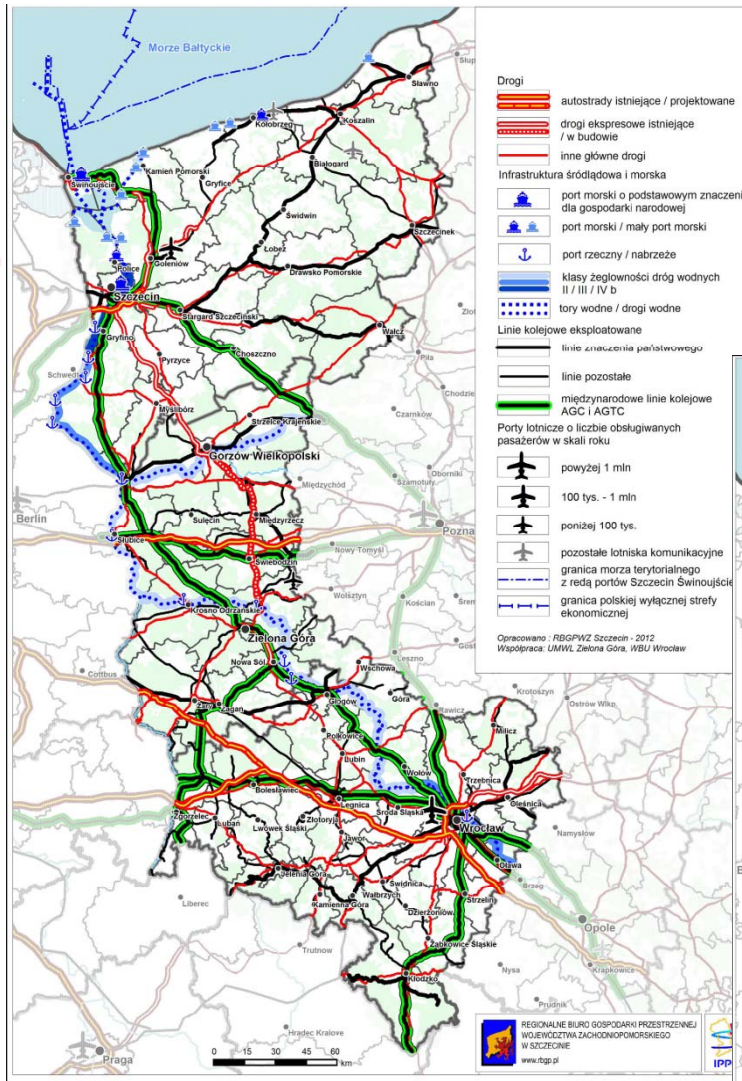 Morze Bałtyckie
Słup
Sławno
Kołobrzeg
Koszalin
Kamień Pomorski
Świnoujście
Gryfice
Białogard
Świdwin
Szczecinek
Goleniów
Łobez
Police
Drawsko Pomorskie
Szczecin
Stargard Szczeciński
Wałcz
Gryfino
Choszczno
Pyrzyce
Piła
Schwedt
Chodzie
Myślibórz
Strzelce Krajeńskie
Czarnków
Gorzów Wielkopolski
Oborniki
Międzychód
Szamotuły
Berlin
Sulęcin
Międzyrzecz
Pozna
Słubice
Nowy-Tomyśl
Świebodzin
Wolsztyn
Kościan
Śrem
Krosno Odrzańskie
Zielona Góra
Gost
Leszno
Nowa Sól
Wschowa
Cottbus
Krotoszyn
Żary
Żagań
Głogów
Góra
Rawicz
Ostrów Wlkp
Milicz
Polkowice
Lubin
Wołów
Trzebnica
Bolesławiec
Legnica
Oleśnica
Zgorzelec
Środa Śląska
Lubań
Złotoryja
Wrocław
Namysłów
Lwówek Śląski
Jawor
Oława
Jelenia Góra
Świdnica
Brzeg
Wałbrzych
Strzelin
Liberec
Kamienna Góra
Dzierżoniów
Opole
Ząbkowice Śląskie
Trutnov
Nysa
Krapkowice
Kłodzko
Prudnik
Hradec Kralove
Praga
0 15 30 45 60
km
Drogi
autostrady istniejące / projektowane
drogi ekspresowe istniejące
/ w budowie
inne główne drogi
Infrastruktura śródlądowa i morska
port morski o podstawowym znaczeni
dla gospodarki narodowej
port morski / mały port morski
port rzeczny / nabrzeże
klasy żeglowności dróg wodnych
II / III / IV b
tory wodne / drogi wodne
Linie kolejowe eksploatowane
linie znaczenia państwowego
linie pozostałe
międzynarodowe linie kolejowe
AGC i AGTC
Porty lotnicze o liczbie obsługiwanych
pasażerów w skali roku
powyżej 1 mln
100 tys. - 1 mln
poniżej 100 tys.
pozostałe lotniska komunikacyjne
granica morza terytorialnego
z redą portów Szczecin Świnoujście
granica polskiej wyłącznej strefy
ekonomicznej
Opracowano : RBGPWZ Szczecin - 2012
Współpraca: UMWL Zielona Góra, WBU Wrocław
REGIONALNE BIURO GOSPODARKI PRZESTRZENNEJ
WOJEWÓDZTWA ZACHODNIOPOMORSKIEGO
W SZCZECINIE
www.rbgp.pl
IPP